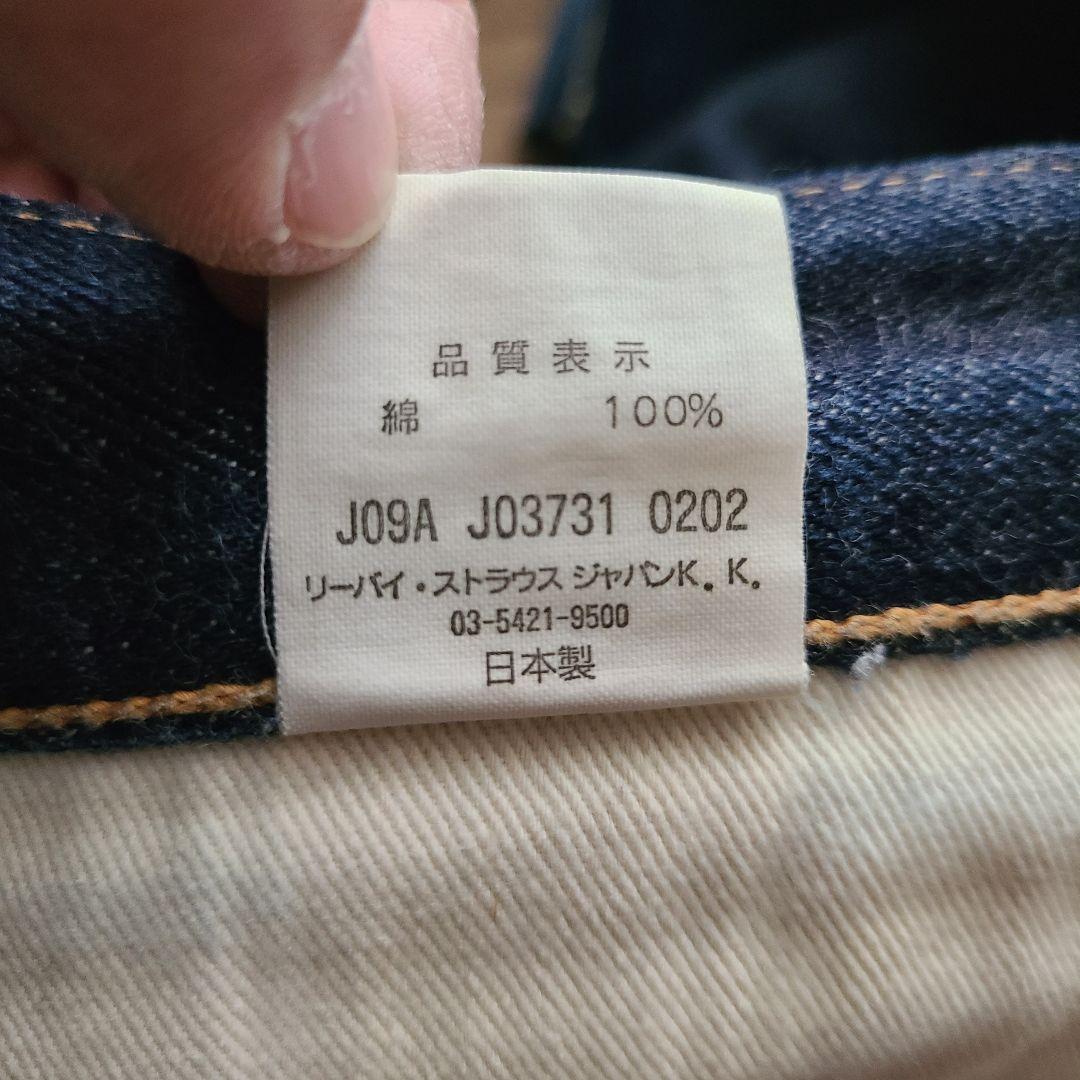 品質表示
綿 100%
J09A J03731 0202
リーバイ・ストラウス ジャパンK.K.
03-5421-9500
日本製